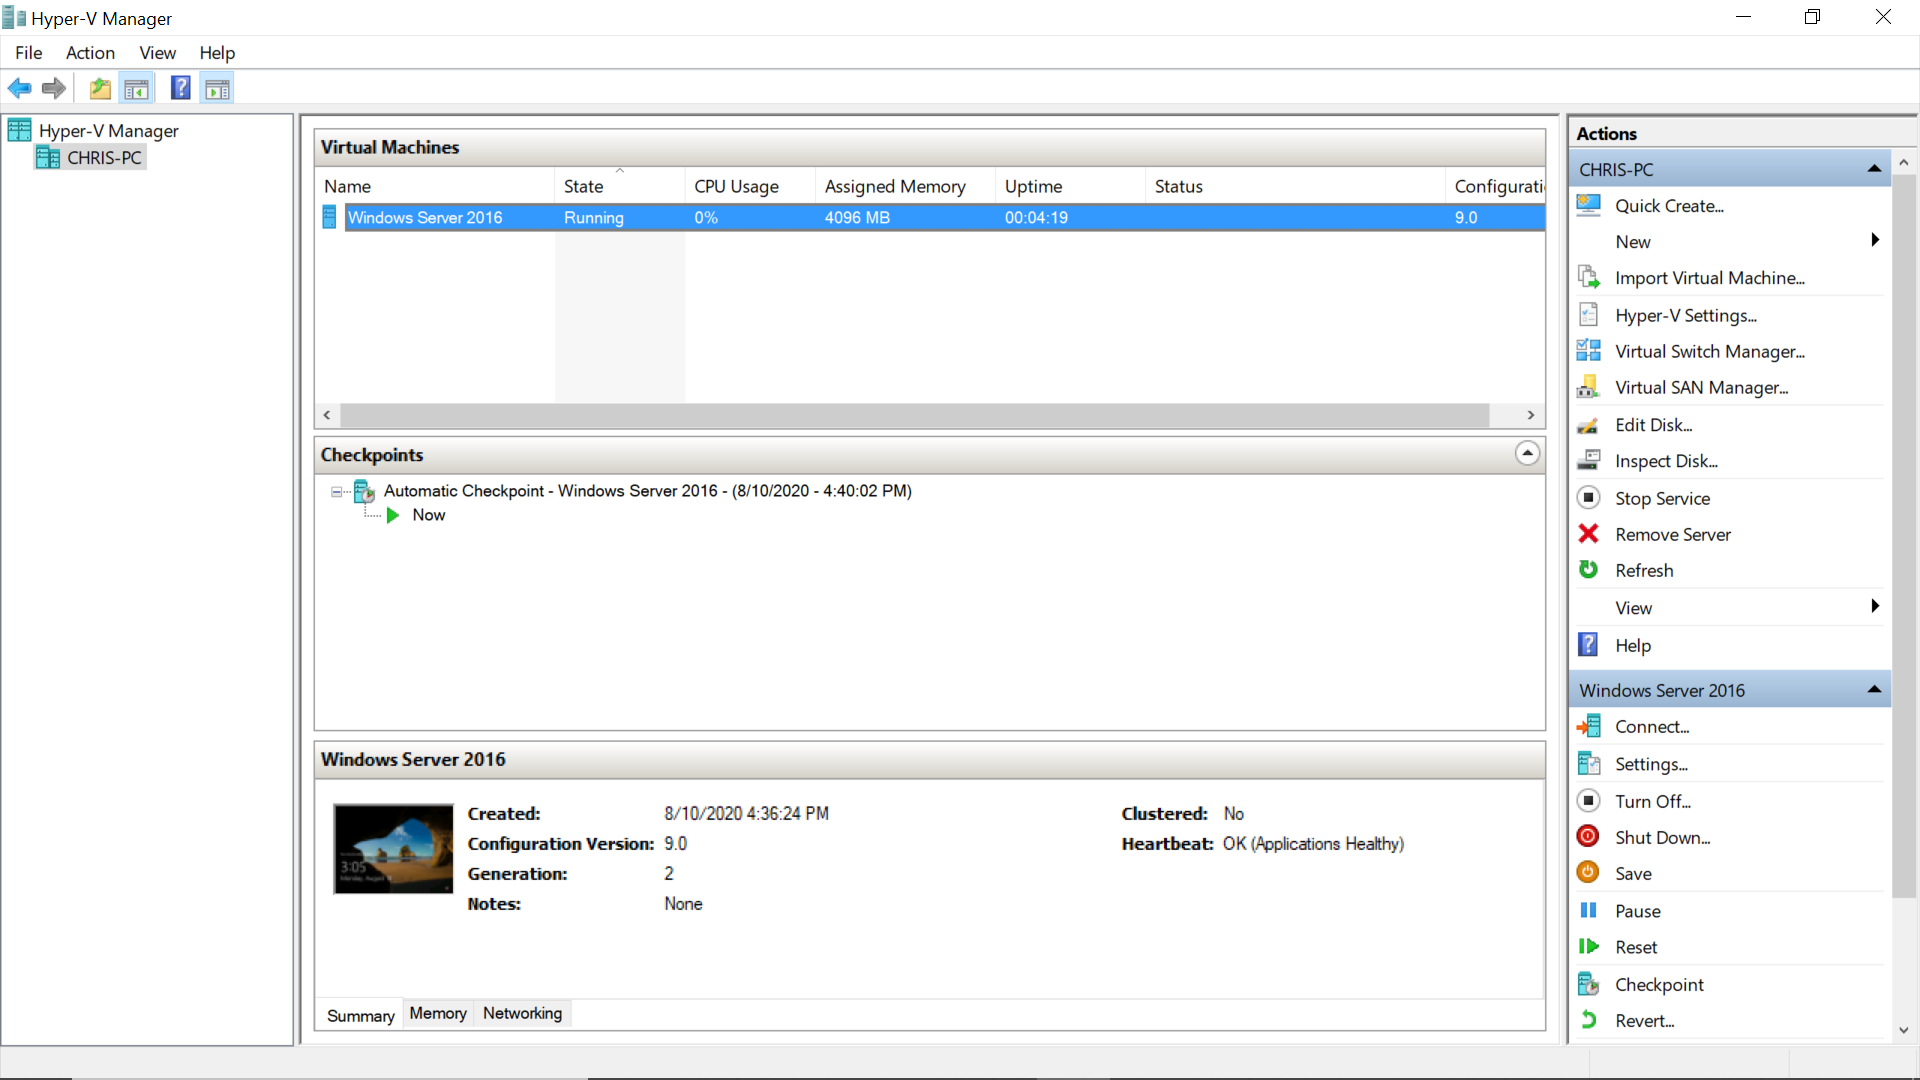 Hyper-V Manager
File Action View Help
Hyper-V Manager
CHRIS-PC
Virtual Machines
Name State CPU Usage Assigned Memory Uptime Status Configurati
Windows Server 2016 Running 0% 4096 MB 00:04:19 9.0
Checkpoints
Automatic Checkpoint - Windows Server 2016 - (8/10/2020 - 4:40:02 PM)
Now
Windows Server 2016
Created: 8/10/2020 4:36:24 PM Clustered: No
Configuration Version: 9.0 Heartbeat: OK (Applications Healthy)
Generation: 2
Notes: None
3:05
Monday, August
Summary Memory Networking
Actions
CHRIS-PC
Quick Create...
New
Import Virtual Machine...
Hyper-V Settings...
Virtual Switch Manager...
Virtual SAN Manager...
Edit Disk...
Inspect Disk...
Stop Service
Remove Server
Refresh
View
Help
Windows Server 2016
Connect...
Settings...
Turn Off...
Shut Down...
Save
Pause
Reset
Checkpoint
Revert...